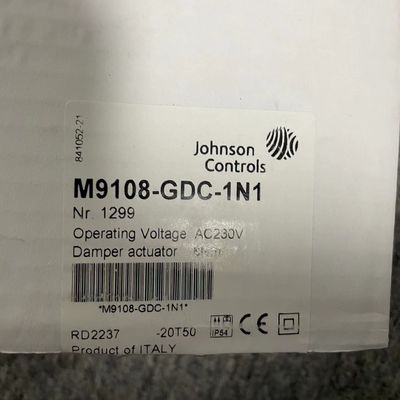 841052-21
Johnson
Controls
M9108-GDC-1N1
Nr. 1299
Operating Voltage AC230V
Damper actuator
*M9108-GDC-1N1*
RD2237 -20T50 IP54 CE
Product of ITALY